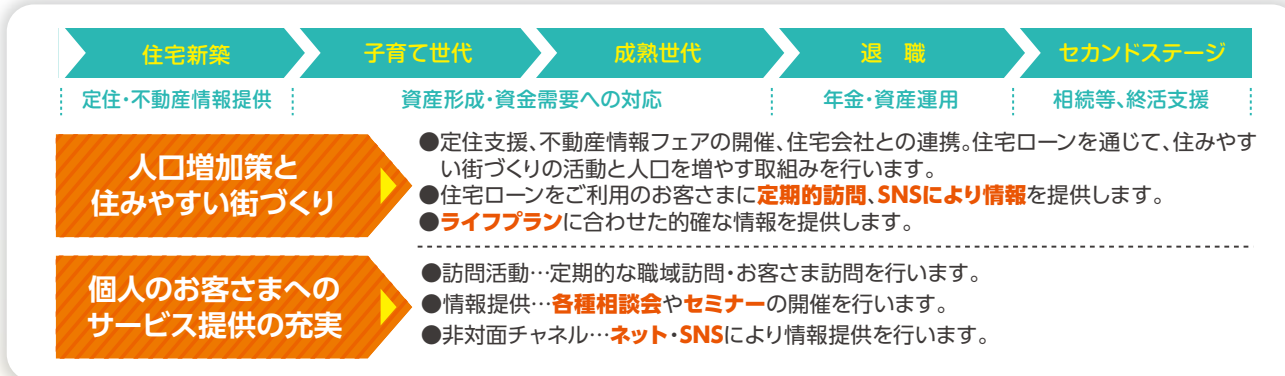 住宅新築
子育て世代
成熟世代
退 職
セカンドステージ
定住・不動産情報提供
資産形成・資金需要への対応
年金・資産運用
相続等、終活支援
人口増加策と
住みやすい街づくり
●定住支援、不動産情報フェアの開催、住宅会社との連携。住宅ローンを通じて、住みやす
い街づくりの活動と人口を増やす取組みを行います。
●住宅ローンをご利用のお客さまに定期的訪問、SNSにより情報を提供します。
●ライフプランに合わせた的確な情報を提供します。
個人のお客さまへの
サービス提供の充実
●訪問活動…定期的な職域訪問・お客さま訪問を行います。
●情報提供…各種相談会やセミナーの開催を行います。
●非対面チャネル…ネット・SNSにより情報提供を行います。